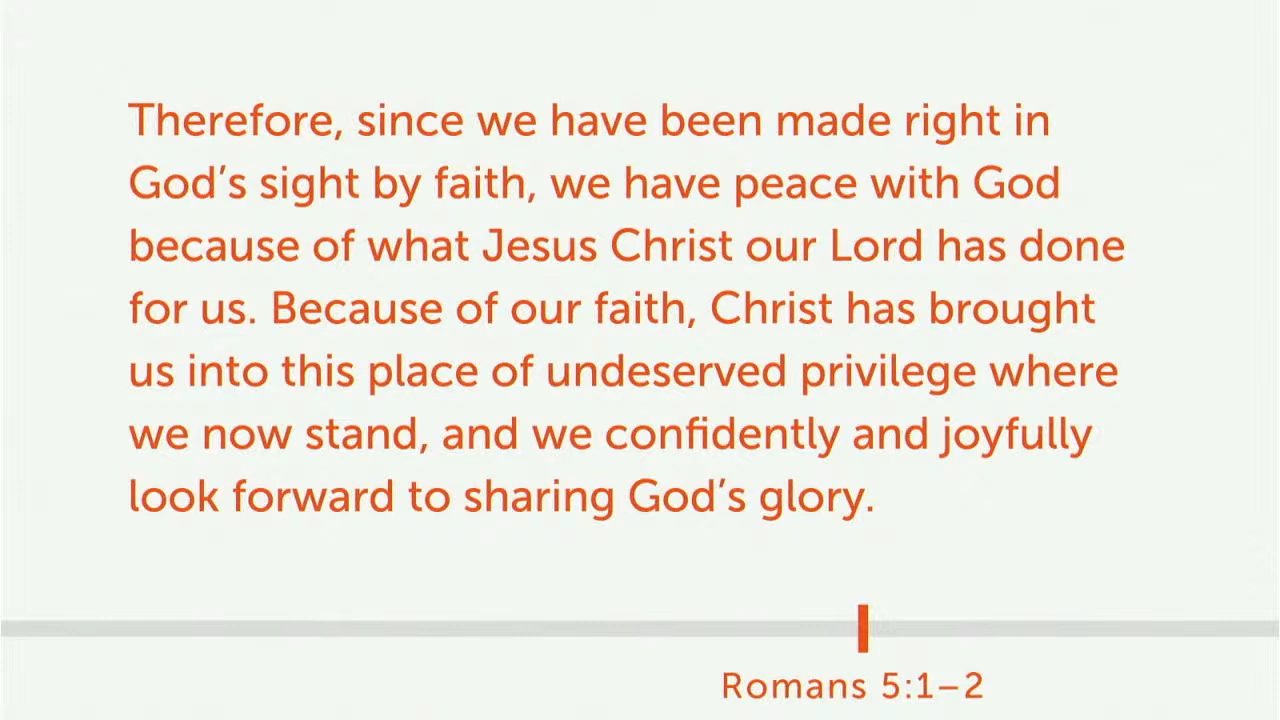 Therefore, since we have been made right in
God’s sight by faith, we have peace with God
because of what Jesus Christ our Lord has done
for us. Because of our faith, Christ has brought
us into this place of undeserved privilege where
we now stand, and we confidently and joyfully
look forward to sharing God’s glory.
Romans 5:1–2